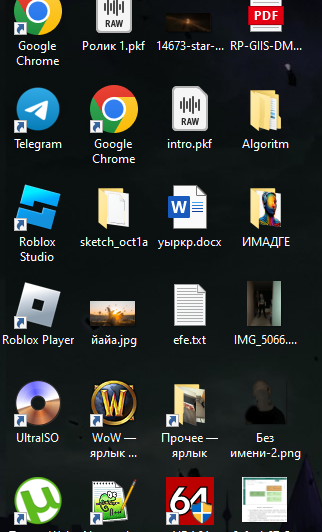 Google Chrome
RAW
Ролик 1.pkf
14673-star-...
PDF
RP-GIIS-DM...
Telegram
Google Chrome
RAW
intro.pkf
Algoritm
Roblox Studio
sketch_oct1a
W
уыркр.docx
ИМАДГЕ
Roblox Player
йайа.jpg
efe.txt
IMG_5066....
UltraISO
WoW —
ярлык ...
Прочее —
ярлык
Без
имени-2.png
64